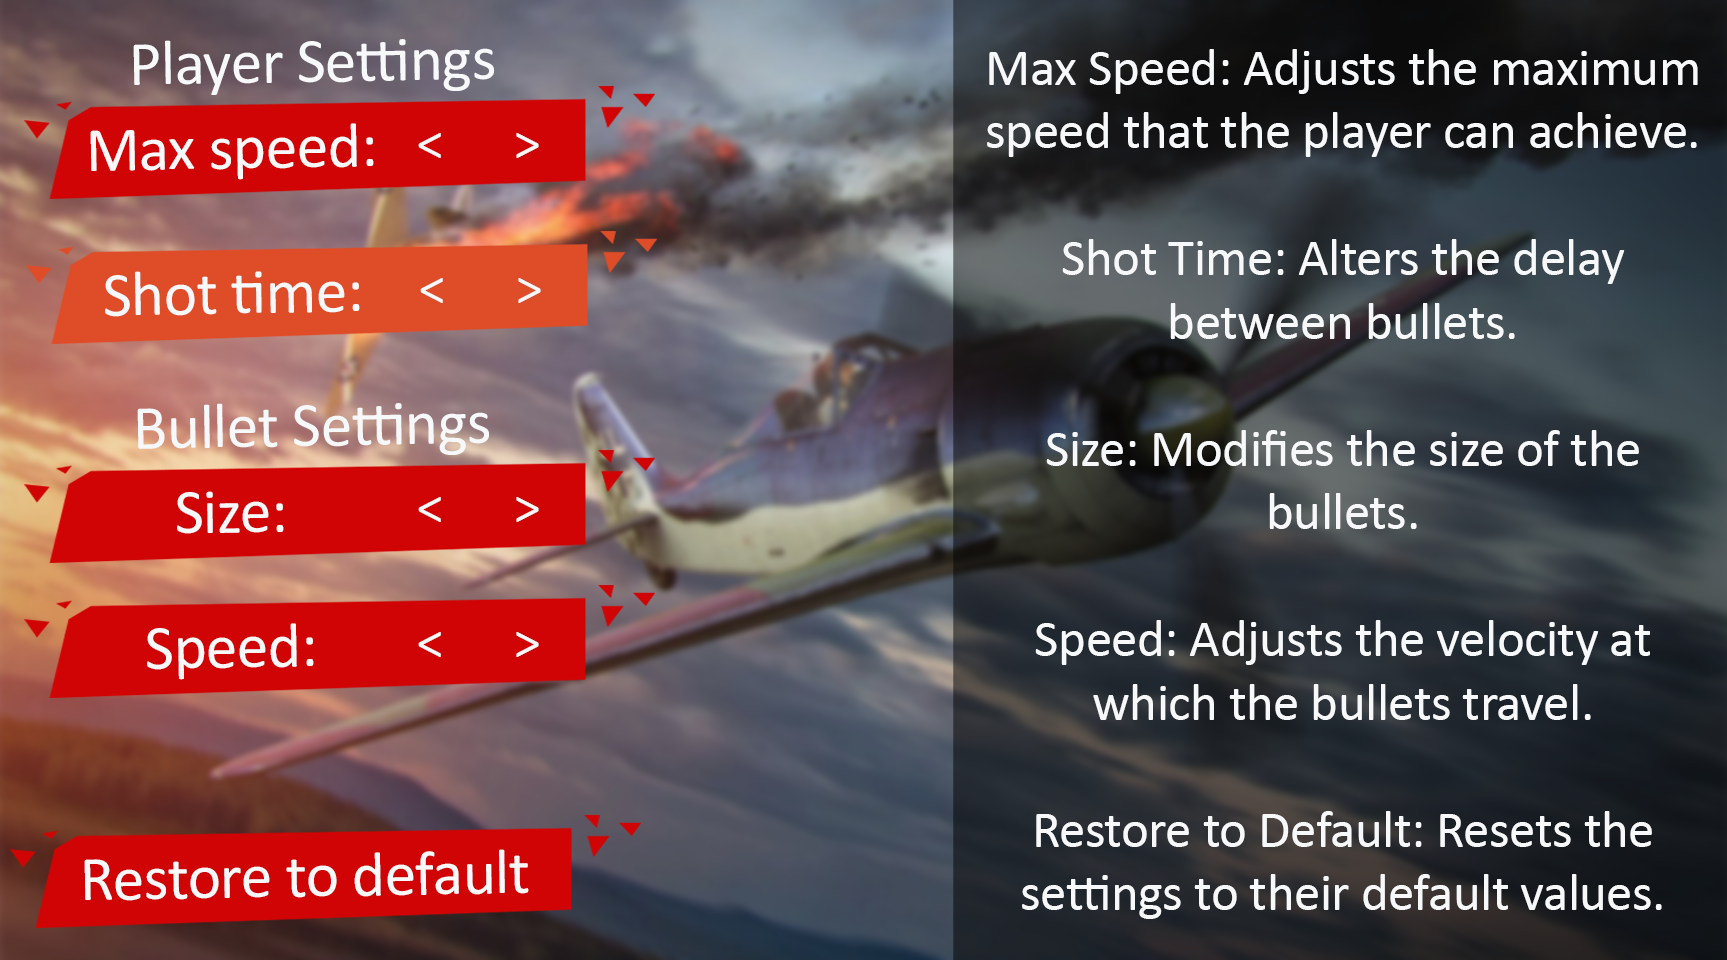 Player Settings
Max speed: < >
Shot time: < >
Bullet Settings
Size: < >
Speed: < >
Restore to default
Max Speed: Adjusts the maximum
speed that the player can achieve.
Shot Time: Alters the delay
between bullets.
Size: Modifies the size of the
bullets.
Speed: Adjusts the velocity at
which the bullets travel.
Restore to Default: Resets the
settings to their default values.